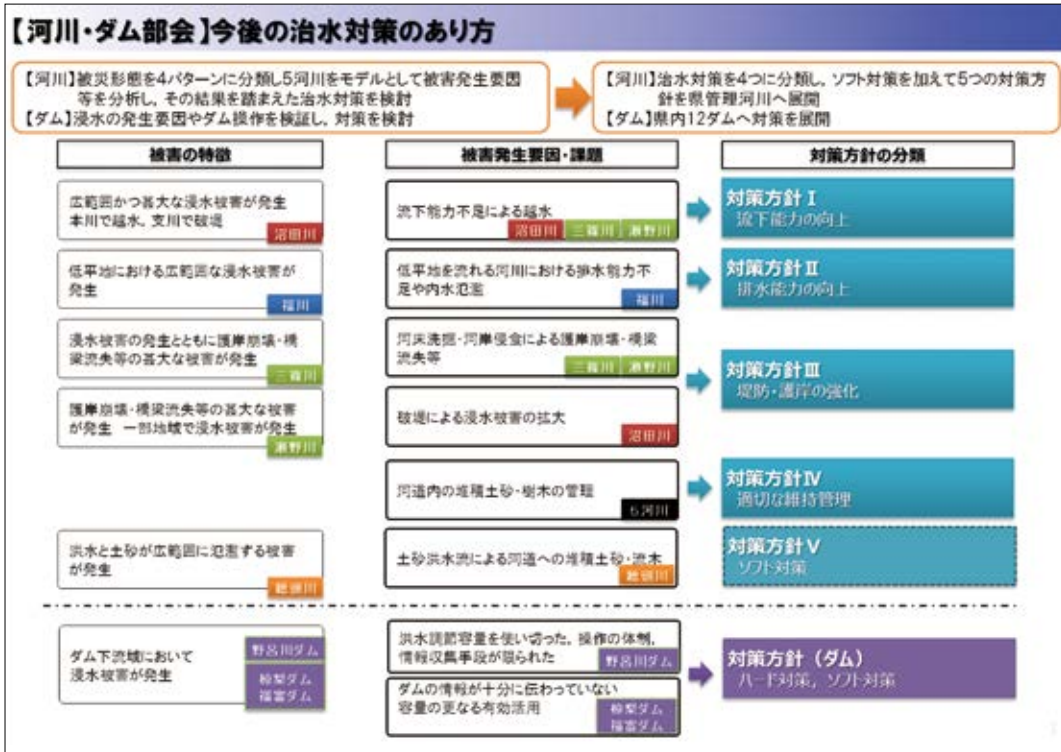 【河川・ダム部会】今後の治水対策のあり方
【河川】被災形態を4パターンに分類し5河川をモデルとして被害発生要因
等を分析し，その結果を踏まえた治水対策を検討
【ダム】浸水の発生要因やダム操作を検証し，対策を検討
【河川】治水対策を4つに分類し，ソフト対策を加えて5つの対策方
針を県管理河川へ展開
【ダム】県内12ダムへ対策を展開
被害の特徴
被害発生要因・課題
対策方針の分類
広範囲かつ甚大な浸水被害が発生
本川で越水，支川で破堤
沼田川
流下能力不足による越水
沼田川 三篠川 瀬野川
対策方針Ⅰ
流下能力の向上
低平地における広範な浸水被害が
発生
福川
低平地を流れる河川における排水能力不
足や内水氾濫
福川
対策方針Ⅱ
排水能力の向上
浸水被害の発生とともに護岸崩壊・橋
梁流失等の甚大な被害が発生
三篠川
河床洗掘・河岸侵食による護岸崩壊・橋梁
流失等
三篠川 瀬野川
対策方針Ⅲ
堤防・護岸の強化
護岸崩壊・橋梁流失等の甚大な被害
が発生 一部地域で浸水被害が発生
瀬野川
破堤による浸水被害の拡大
沼田川
河道内の堆積土砂・樹木の管理
5河川
対策方針Ⅳ
適切な維持管理
洪水と土砂が広範囲に氾濫する被害
が発生
総頭川
土砂洪水流による河道への堆積土砂・流木
総頭川
対策方針Ⅴ
ソフト対策
ダム下流域において
浸水被害が発生
野呂川ダム
椋梨ダム
福富ダム
洪水調節容量を使い切った，操作の体制，
情報収集手段が限られた
野呂川ダム
ダムの情報が十分に伝わっていない
容量の更なる有効活用
椋梨ダム
福富ダム
対策方針（ダム）
ハード対策，ソフト対策